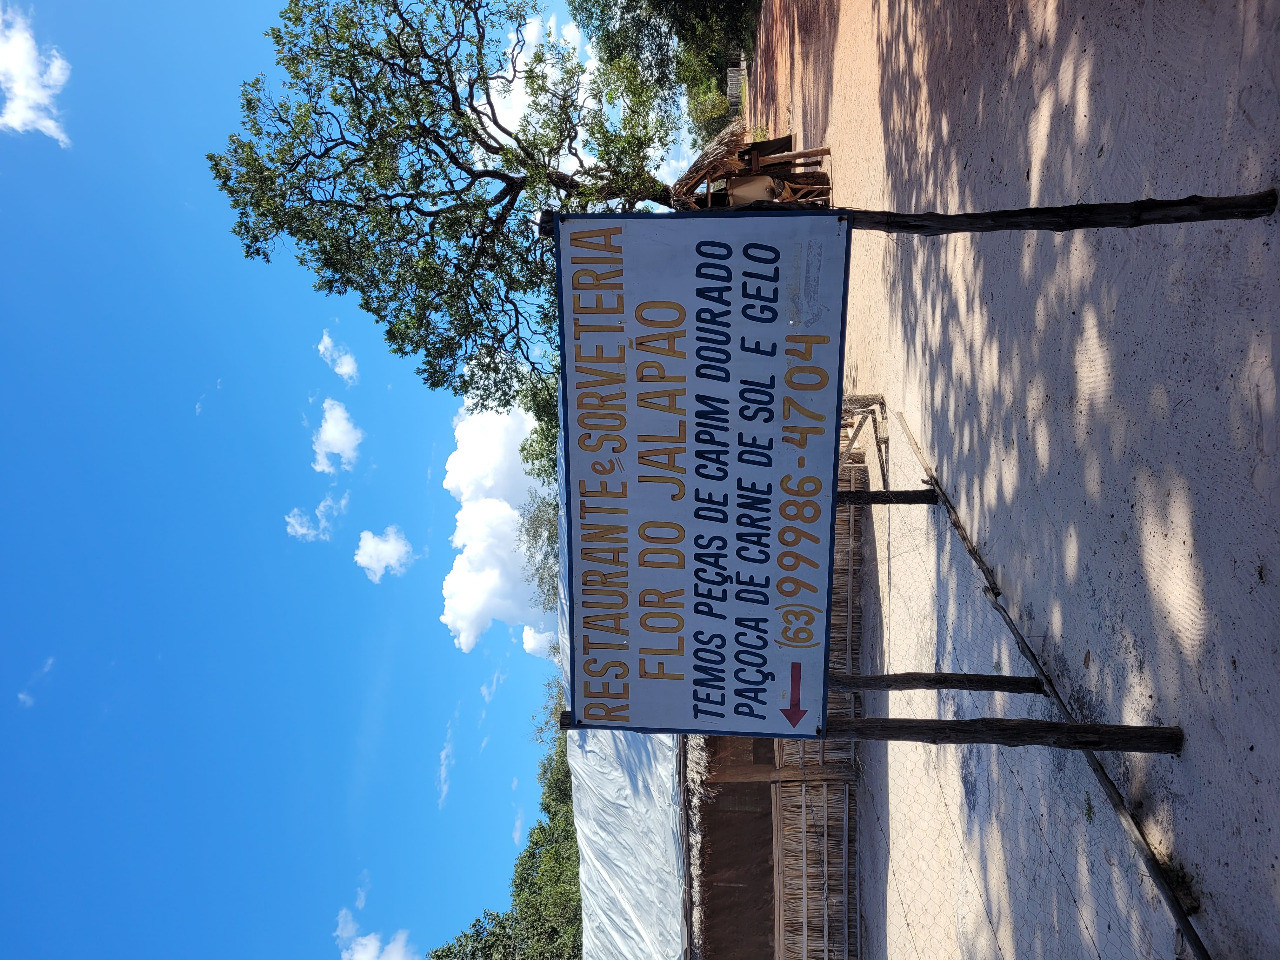 RESTAURANTE e SORVETERIA
FLOR DO JALAPÃO
TEMOS PEÇAS DE CAPIM DOURADO
PAÇOCA DE CARNE DE SOL E GELO
(63) 99986-4704